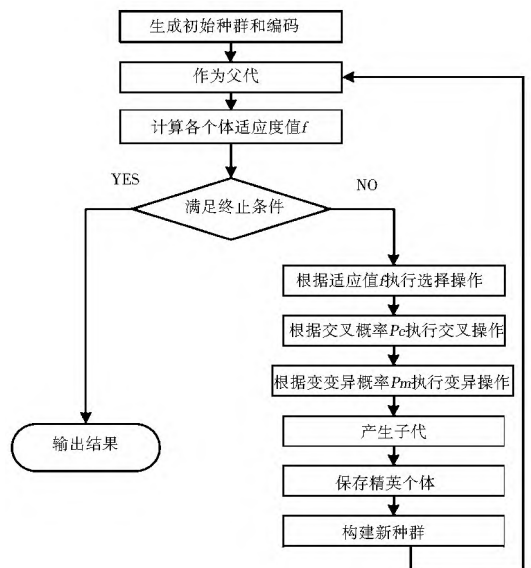 生成初始种群和编码
作为父代
计算各个体适应度值f
YES
NO
满足终止条件
根据适应值f执行选择操作
根据交叉概率Pc执行交叉操作
根据变变异概率Pm执行变异操作
产生子代
输出结果
保存精英个体
构建新种群